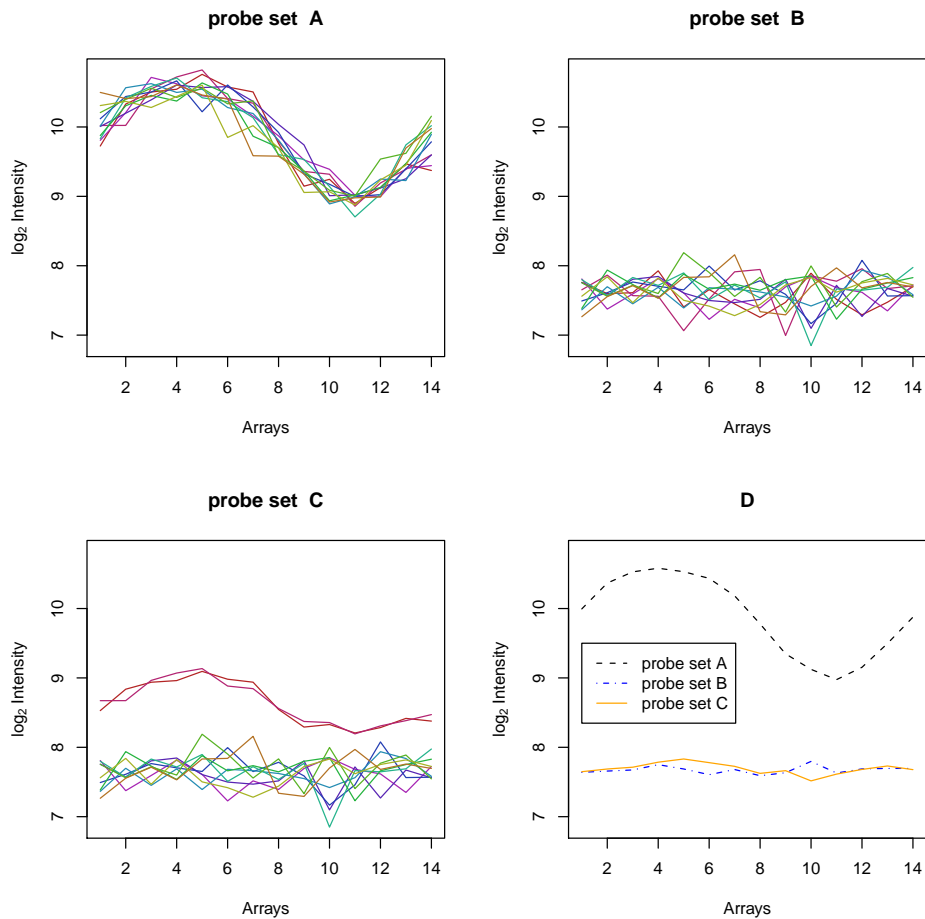 probe set A
log2 Intensity
10
9
8
7
2 4 6 8 10 12 14
Arrays
probe set B
log2 Intensity
10
9
8
7
2 4 6 8 10 12 14
Arrays
probe set C
log2 Intensity
10
9
8
7
2 4 6 8 10 12 14
Arrays
D
log2 Intensity
10
9
8
7
probe set A
probe set B
probe set C
2 4 6 8 10 12 14
Arrays